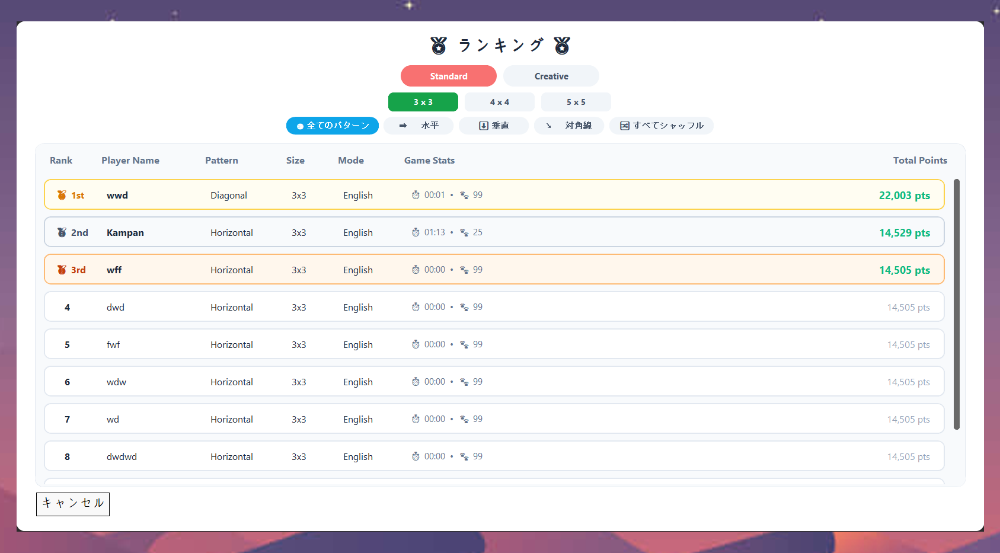 ランキング
Standard Creative
3 x 3 4 x 4 5 x 5
全てのパターン 水平 垂直 対角線 すべてシャッフル
Rank Player Name Pattern Size Mode Game Stats Total Points
1st wwd Diagonal 3x3 English 00:01 • 99 22,003 pts
2nd Kampan Horizontal 3x3 English 01:13 • 25 14,529 pts
3rd wff Horizontal 3x3 English 00:00 • 99 14,505 pts
4 dwd Horizontal 3x3 English 00:00 • 99 14,505 pts
5 fwf Horizontal 3x3 English 00:00 • 99 14,505 pts
6 wdw Horizontal 3x3 English 00:00 • 99 14,505 pts
7 wd Horizontal 3x3 English 00:00 • 99 14,505 pts
8 dwdwd Horizontal 3x3 English 00:00 • 99 14,505 pts
キャンセル